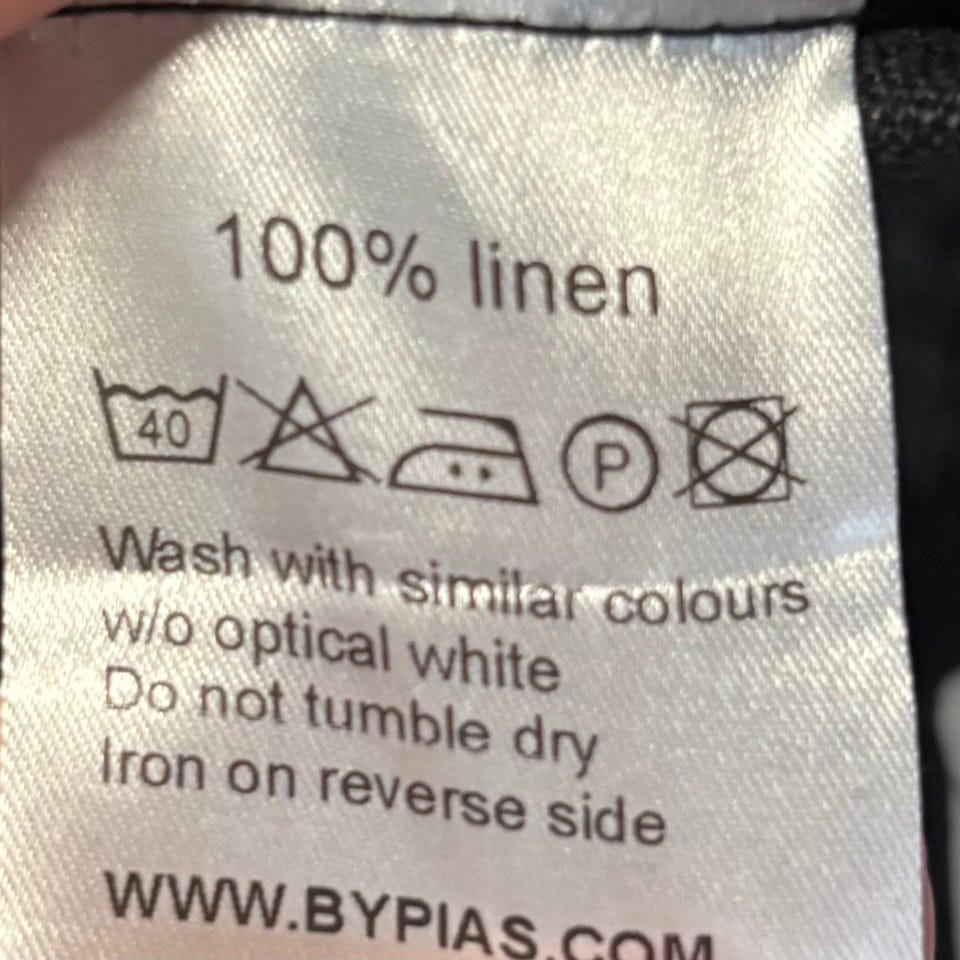 100% linen
40 P
Wash with similar colours
w/o optical white
Do not tumble dry
Iron on reverse side
WWW.BYPIAS.COM